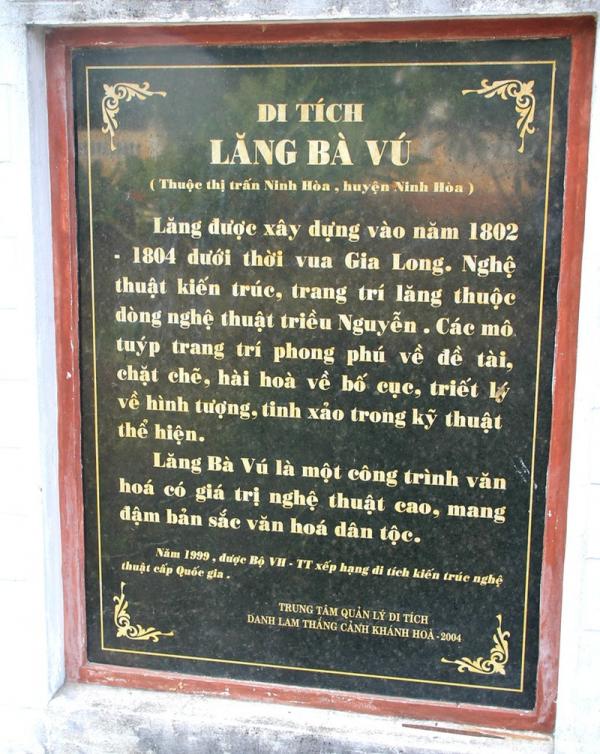 DI TÍCH
LĂNG BÀ VÚ
( Thuộc thị trấn Ninh Hòa , huyện Ninh Hòa )
Lăng được xây dựng vào năm 1802
- 1804 dưới thời vua Gia Long. Nghệ
thuật kiến trúc, trang trí lăng thuộc
dòng nghệ thuật triều Nguyễn . Các mô
tuýp trang trí phong phú về đề tài,
chặt chẽ, hài hoà về bố cục, triết lý
về hình tượng, tinh xảo trong kỹ thuật
thể hiện.
Lăng Bà Vú là một công trình văn
hoá có giá trị nghệ thuật cao, mang
đậm bản sắc văn hoá dân tộc.
Năm 1999 , được Bộ VH - TT xếp hạng di tích kiến trúc nghệ
thuật cấp Quốc gia .
TRUNG TÂM QUẢN LÝ DI TÍCH
DANH LAM THẮNG CẢNH KHÁNH HOÀ - 2004